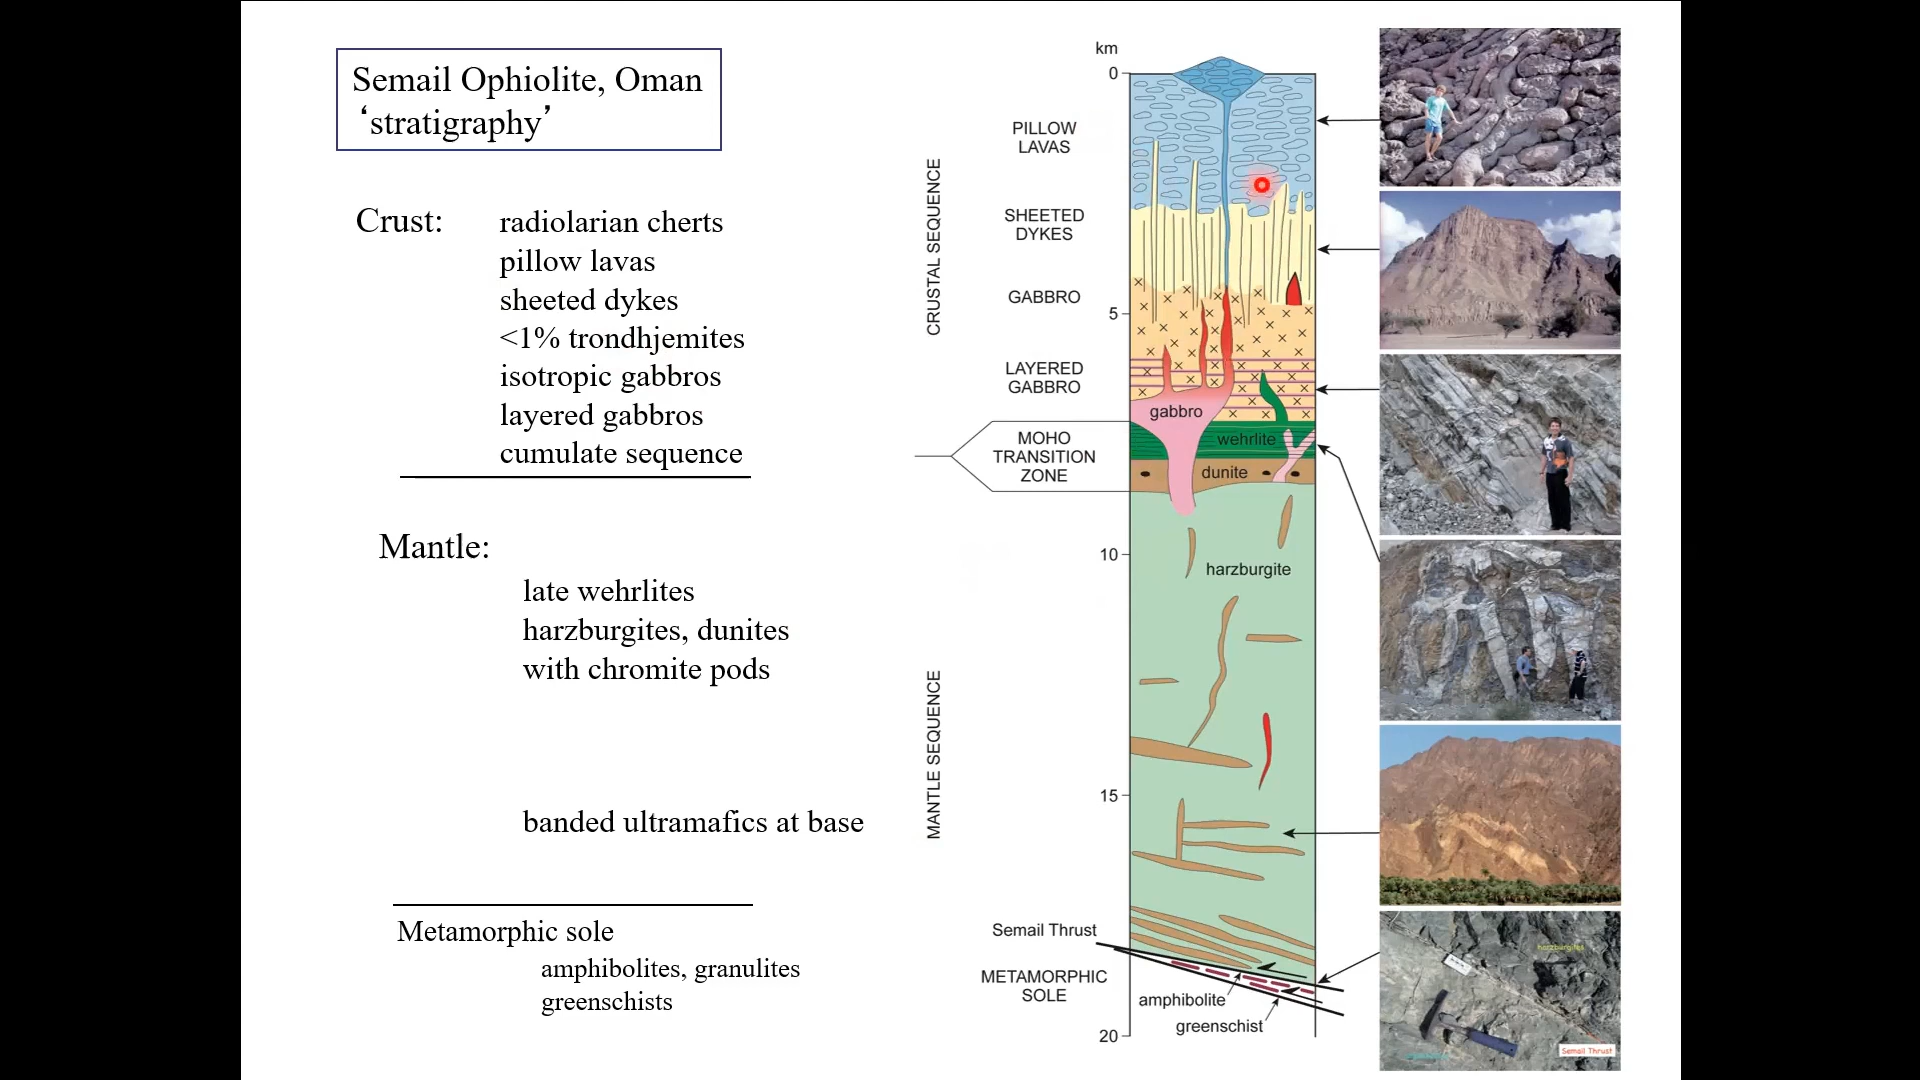 Semail Ophiolite, Oman
‘stratigraphy’
Crust:
radiolarian cherts
pillow lavas
sheeted dykes
<1% trondhjemites
isotropic gabbros
layered gabbros
cumulate sequence
Mantle:
late wehrlites
harzburgites, dunites
with chromite pods
banded ultramafics at base
Metamorphic sole
amphibolites, granulites
greenschists
CRUSTAL SEQUENCE
MANTLE SEQUENCE
km
0
5
10
15
20
PILLOW
LAVAS
SHEETED
DYKES
GABBRO
LAYERED
GABBRO
MOHO
TRANSITION
ZONE
Semail Thrust
METAMORPHIC
SOLE
gabbro
wehrlite
dunite
harzburgite
amphibolite
greenschist
harzburgites
Semail Thrust